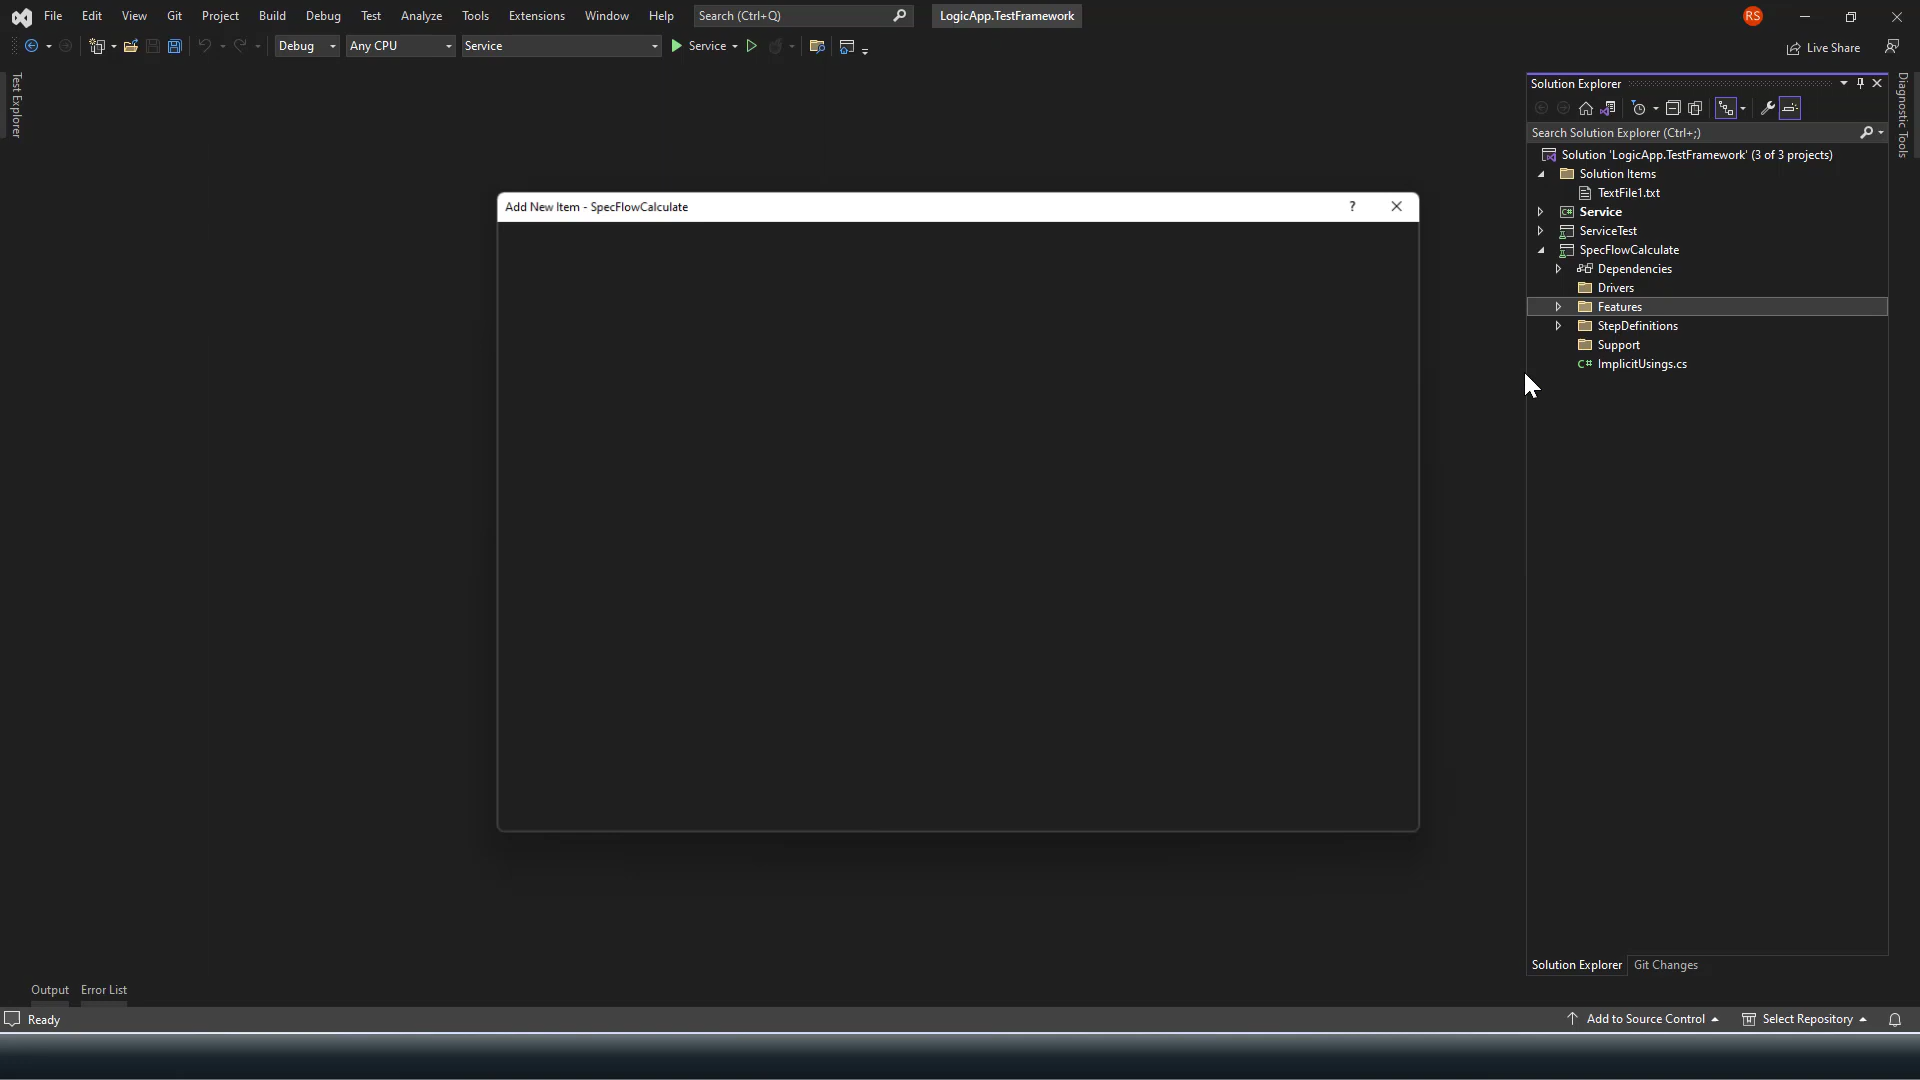 File Edit View Git Project Build Debug Test Analyze Tools Extensions Window Help Search (Ctrl+Q) LogicApp.TestFramework RS
Debug Any CPU Service Service Live Share
Test Explorer
Diagnostic Tools
Solution Explorer
Search Solution Explorer (Ctrl+;)
Solution 'LogicApp.TestFramework' (3 of 3 projects)
Solution Items
TextFile1.txt
C# Service
ServiceTest
SpecFlowCalculate
Dependencies
Drivers
Features
StepDefinitions
Support
C# ImplicitUsings.cs
Add New Item - SpecFlowCalculate ?
Solution Explorer Git Changes
Output Error List
Ready Add to Source Control Select Repository